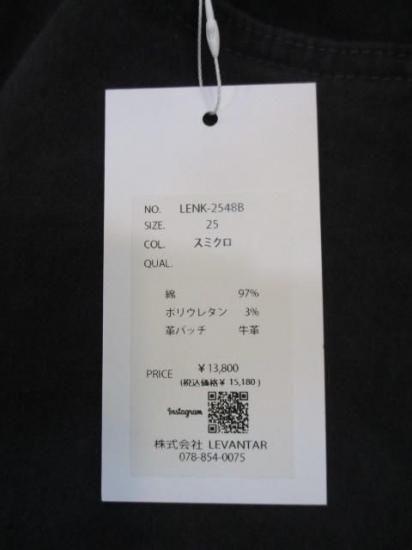 NO. LENK-2548B
SIZE. 25
COL. スミクロ
QUAL.
綿 97%
ポリウレタン 3%
革パッチ 牛革
PRICE ¥13,800
(税込価格¥ 15,180)
Instagram
株式会社 LEVANTAR
078-854-0075